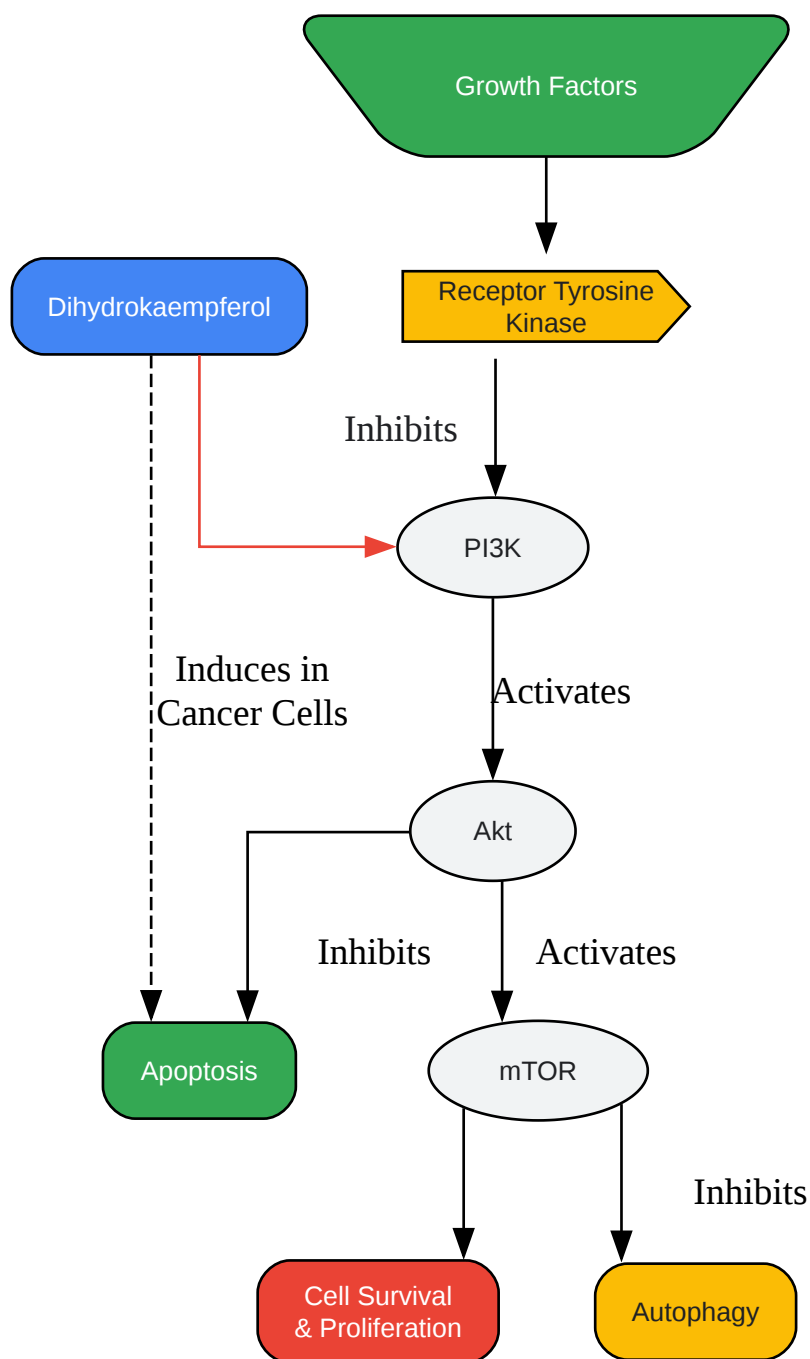 Growth Factors
Dihydrokaempferol
Receptor Tyrosine
Kinase
Inhibits
PI3K
Induces in
Cancer Cells
Activates
Akt
Inhibits
Activates
Apoptosis
mTOR
Inhibits
Cell Survival
& Proliferation
Autophagy